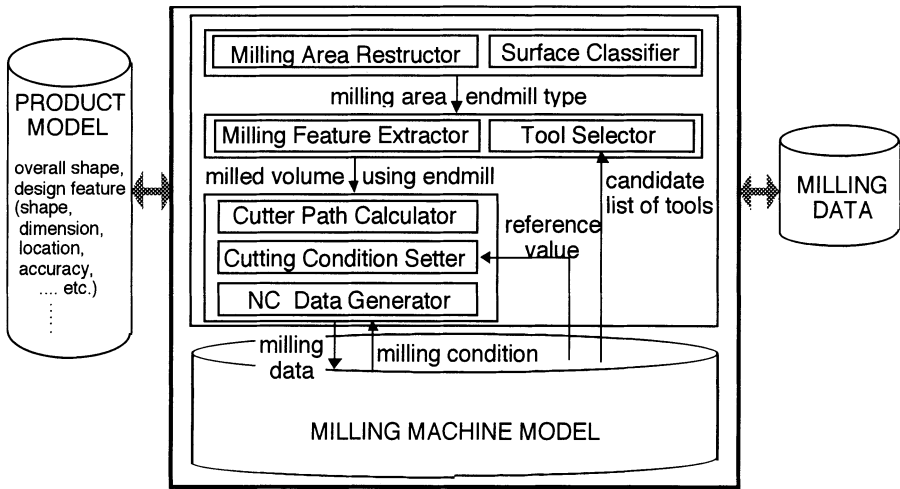 PRODUCT
MODEL
overall shape,
design feature
(shape,
dimension,
location,
accuracy,
.... etc.)
Milling Area Restructor
Surface Classifier
milling area
endmill type
Milling Feature Extractor
Tool Selector
milled volume
using endmill
candidate
list of tools
Cutter Path Calculator
reference
value
Cutting Condition Setter
NC Data Generator
milling
data
milling condition
MILLING MACHINE MODEL
MILLING
DATA